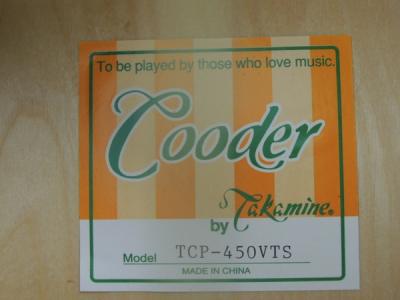 To be played by those who love music.
Cooder
by Takamine®
Model TCP-450VTS
MADE IN CHINA